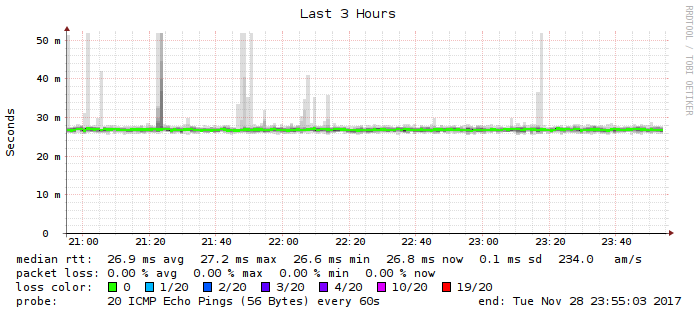 Last 3 Hours
RRDTOOL / TOBI OETIKER
Seconds
50 m
40 m
30 m
20 m
10 m
0
21:00 21:20 21:40 22:00 22:20 22:40 23:00 23:20 23:40
median rtt: 26.9 ms avg 27.2 ms max 26.6 ms min 26.8 ms now 0.1 ms sd 234.0 am/s
packet loss: 0.00 % avg 0.00 % max 0.00 % min 0.00 % now
loss color: 0 1/20 2/20 3/20 4/20 10/20 19/20
probe: 20 ICMP Echo Pings (56 Bytes) every 60s end: Tue Nov 28 23:55:03 2017